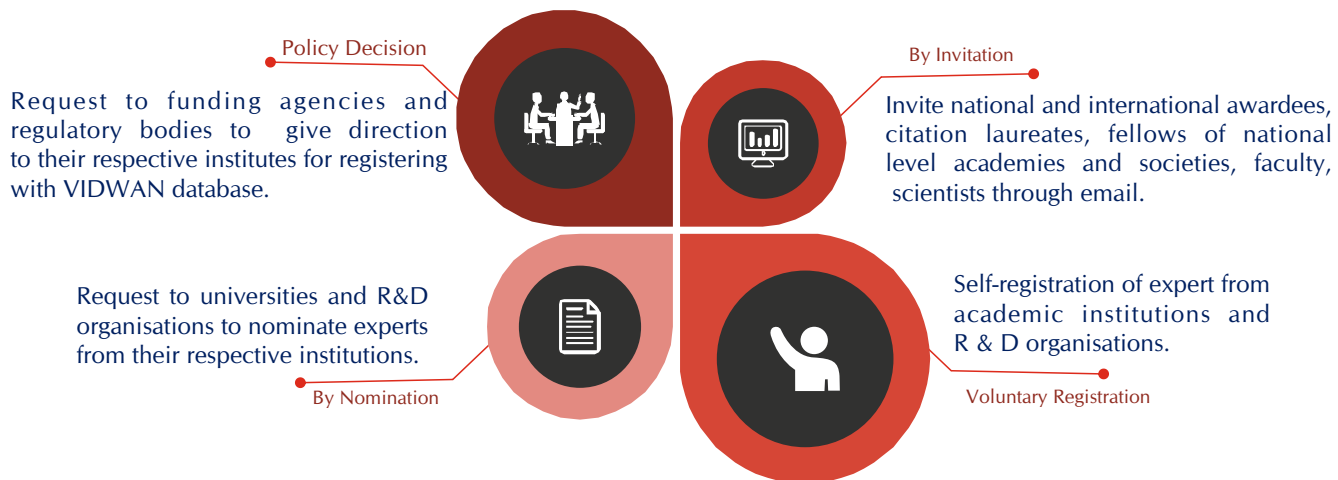 Policy Decision
Request to funding agencies and
regulatory bodies to give direction
to their respective institutes for registering
with VIDWAN database.
By Invitation
Invite national and international awardees,
citation laureates, fellows of national
level academies and societies, faculty,
scientists through email.
Request to universities and R&D
organisations to nominate experts
from their respective institutions.
By Nomination
Self-registration of expert from
academic institutions and
R & D organisations.
Voluntary Registration